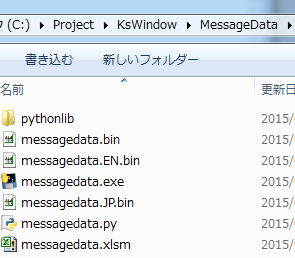 (C:) ▸ Project ▸ KsWindow ▸ MessageData ▸
書き込む 新しいフォルダー
名前 更新日
pythonlib 2015/
messagedata.bin 2015/
messagedata.EN.bin 2015/
messagedata.exe 2015/
messagedata.JP.bin 2015/
messagedata.py 2015/
messagedata.xlsm 2015/